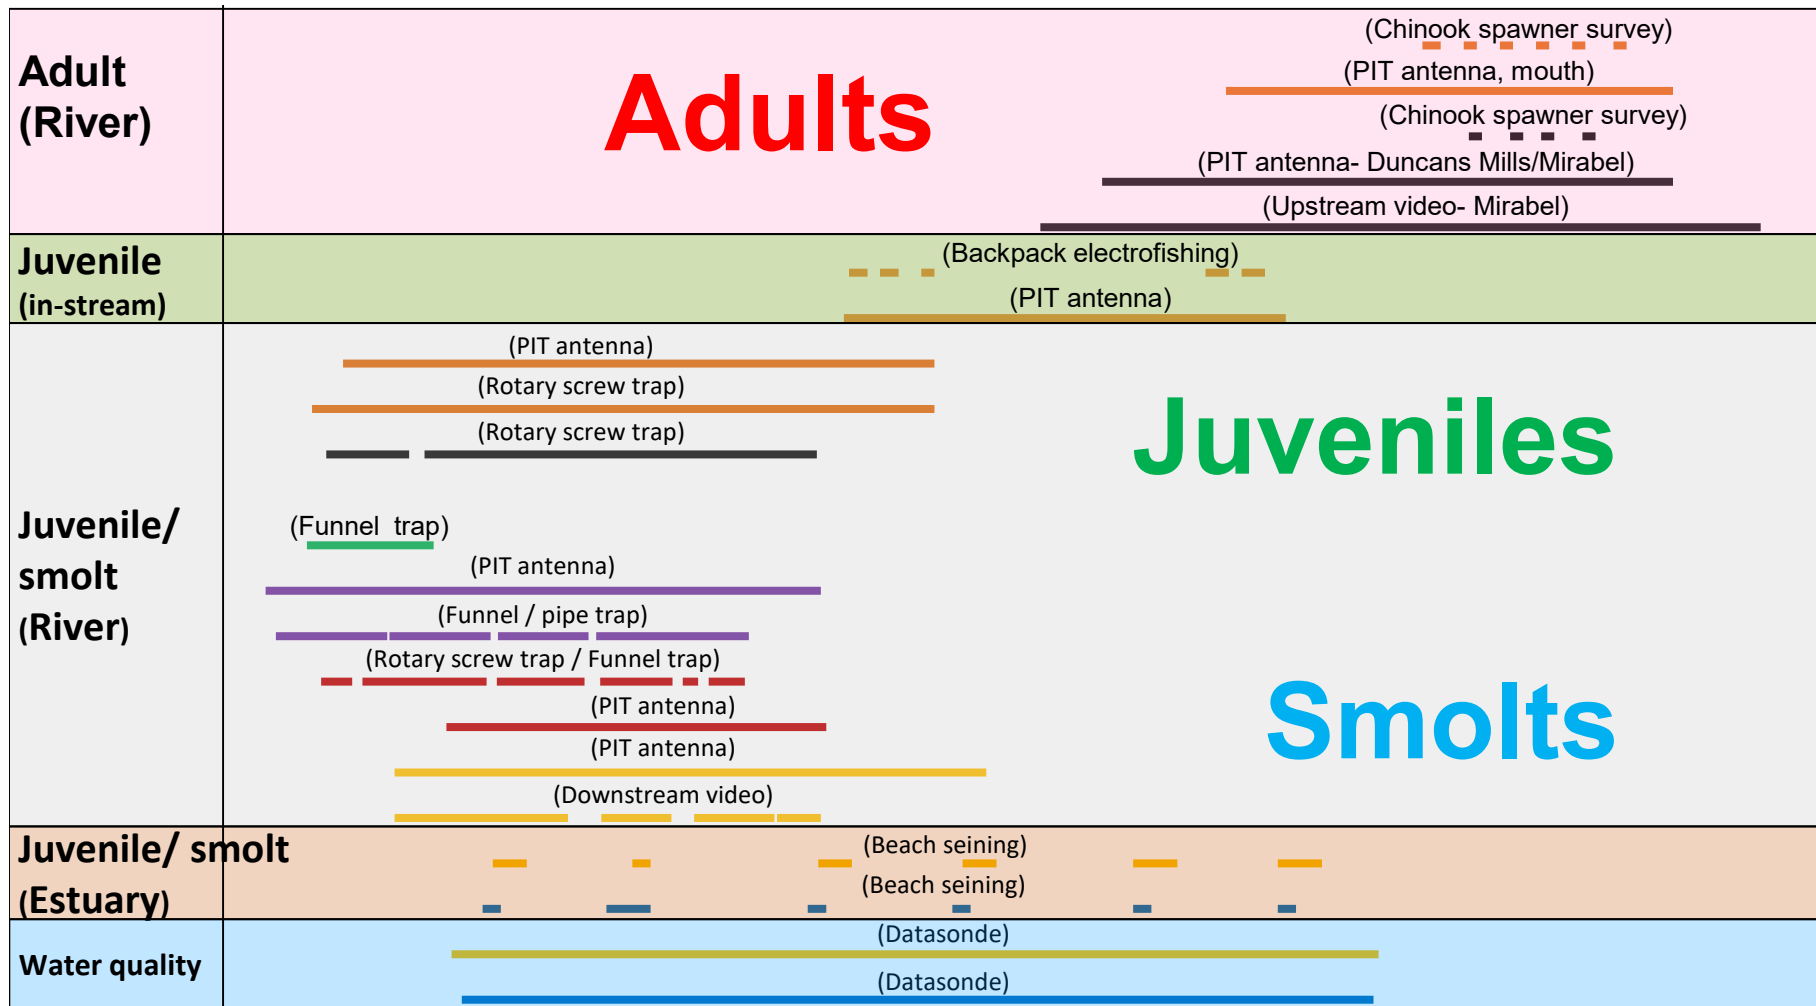 Adult
(River)
Adults
(Chinook spawner survey)
(PIT antenna, mouth)
(Chinook spawner survey)
(PIT antenna- Duncans Mills/Mirabel)
(Upstream video- Mirabel)
Juvenile
(in-stream)
(Backpack electrofishing)
(PIT antenna)
Juvenile/
smolt
(River)
(PIT antenna)
(Rotary screw trap)
(Rotary screw trap)
Juveniles
(Funnel  trap)
(PIT antenna)
(Funnel / pipe trap)
(Rotary screw trap / Funnel trap)
(PIT antenna)
(PIT antenna)
(Downstream video)
Smolts
Juvenile/ smolt
(Estuary)
(Beach seining)
(Beach seining)
Water quality
(Datasonde)
(Datasonde)